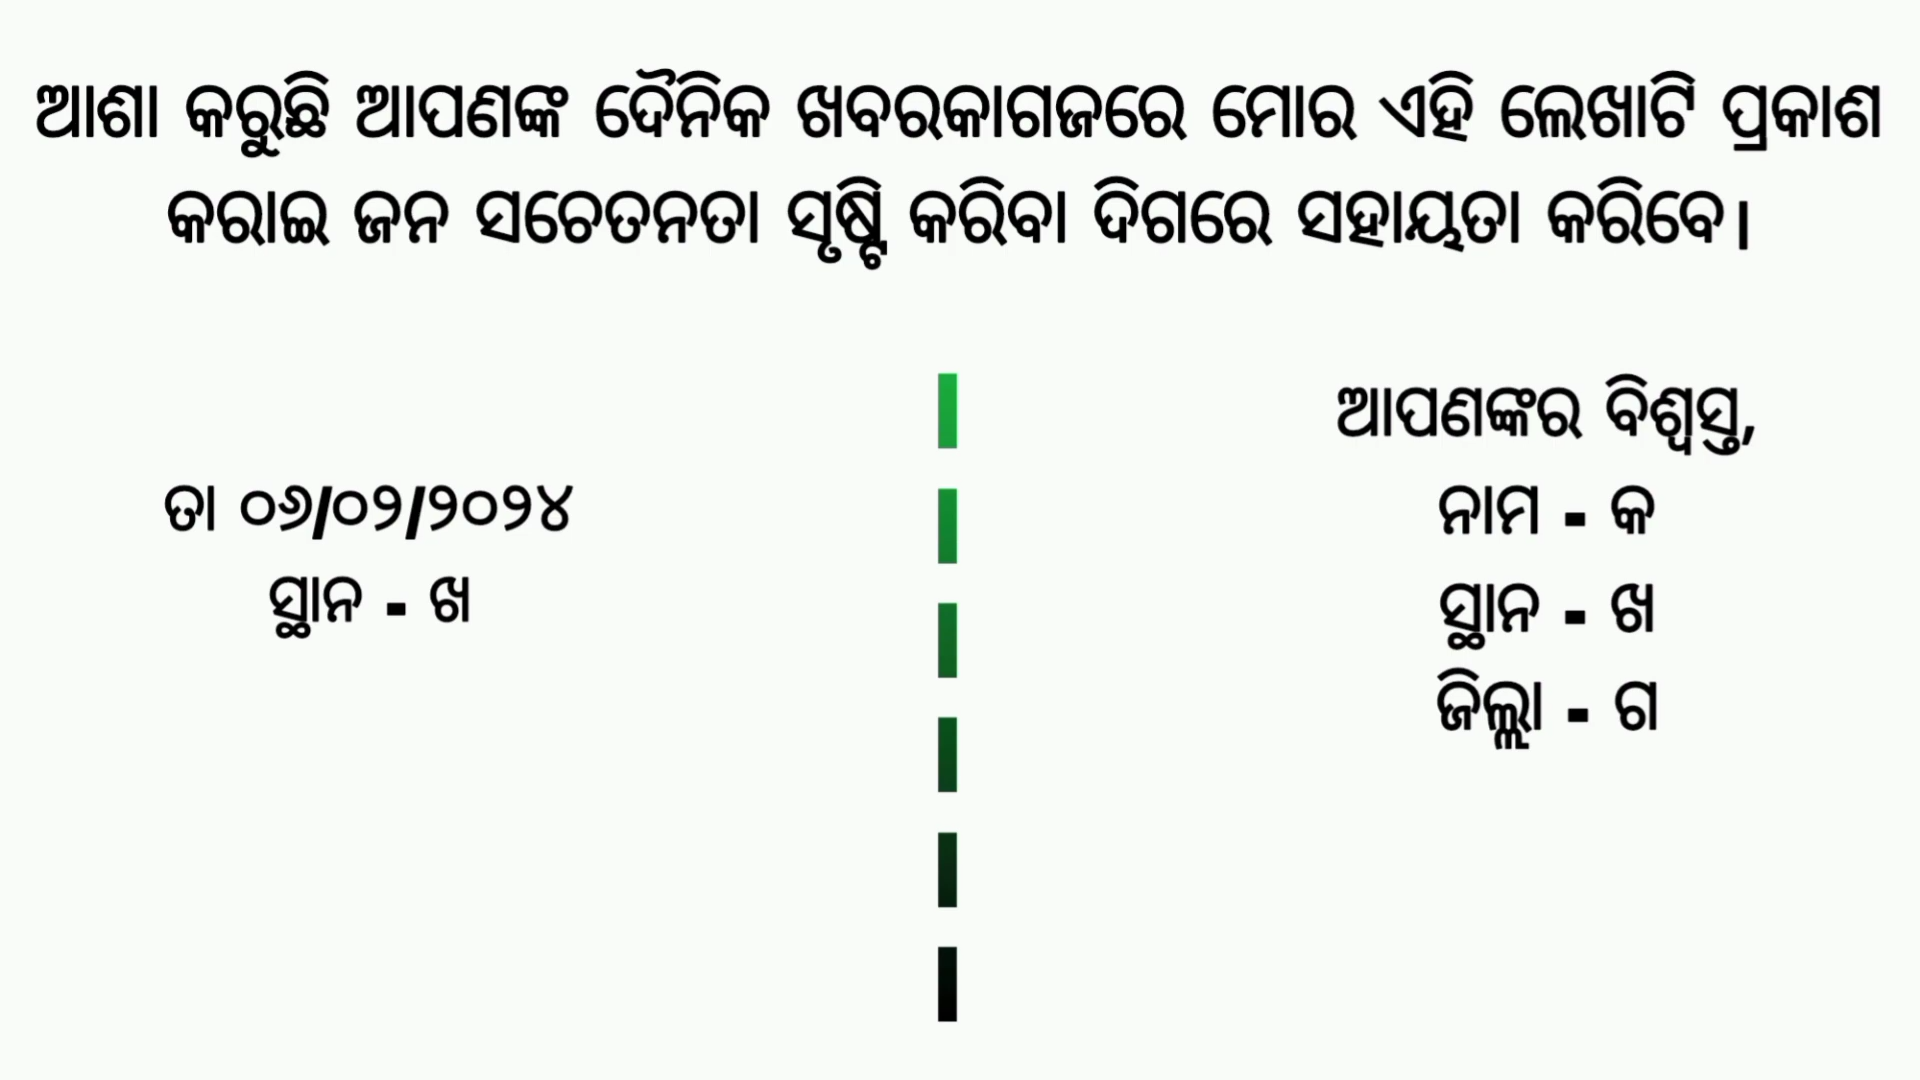 ଆଶା କରୁଛି ଆପଣଙ୍କ ଦୈନିକ ଖବରକାଗଜରେ ମୋର ଏହି ଲେଖାଟି ପ୍ରକାଶ
କରାଇ ଜନ ସଚେତନତା ସୃଷ୍ଟି କରିବା ଦିଗରେ ସହାୟତା କରିବେ।
ତା ୦୬/୦୨/୨୦୨୪
ସ୍ଥାନ - ଖ
ଆପଣଙ୍କର ବିଶ୍ୱସ୍ତ,
ନାମ - କ
ସ୍ଥାନ - ଖ
ଜିଲ୍ଲା - ଗ